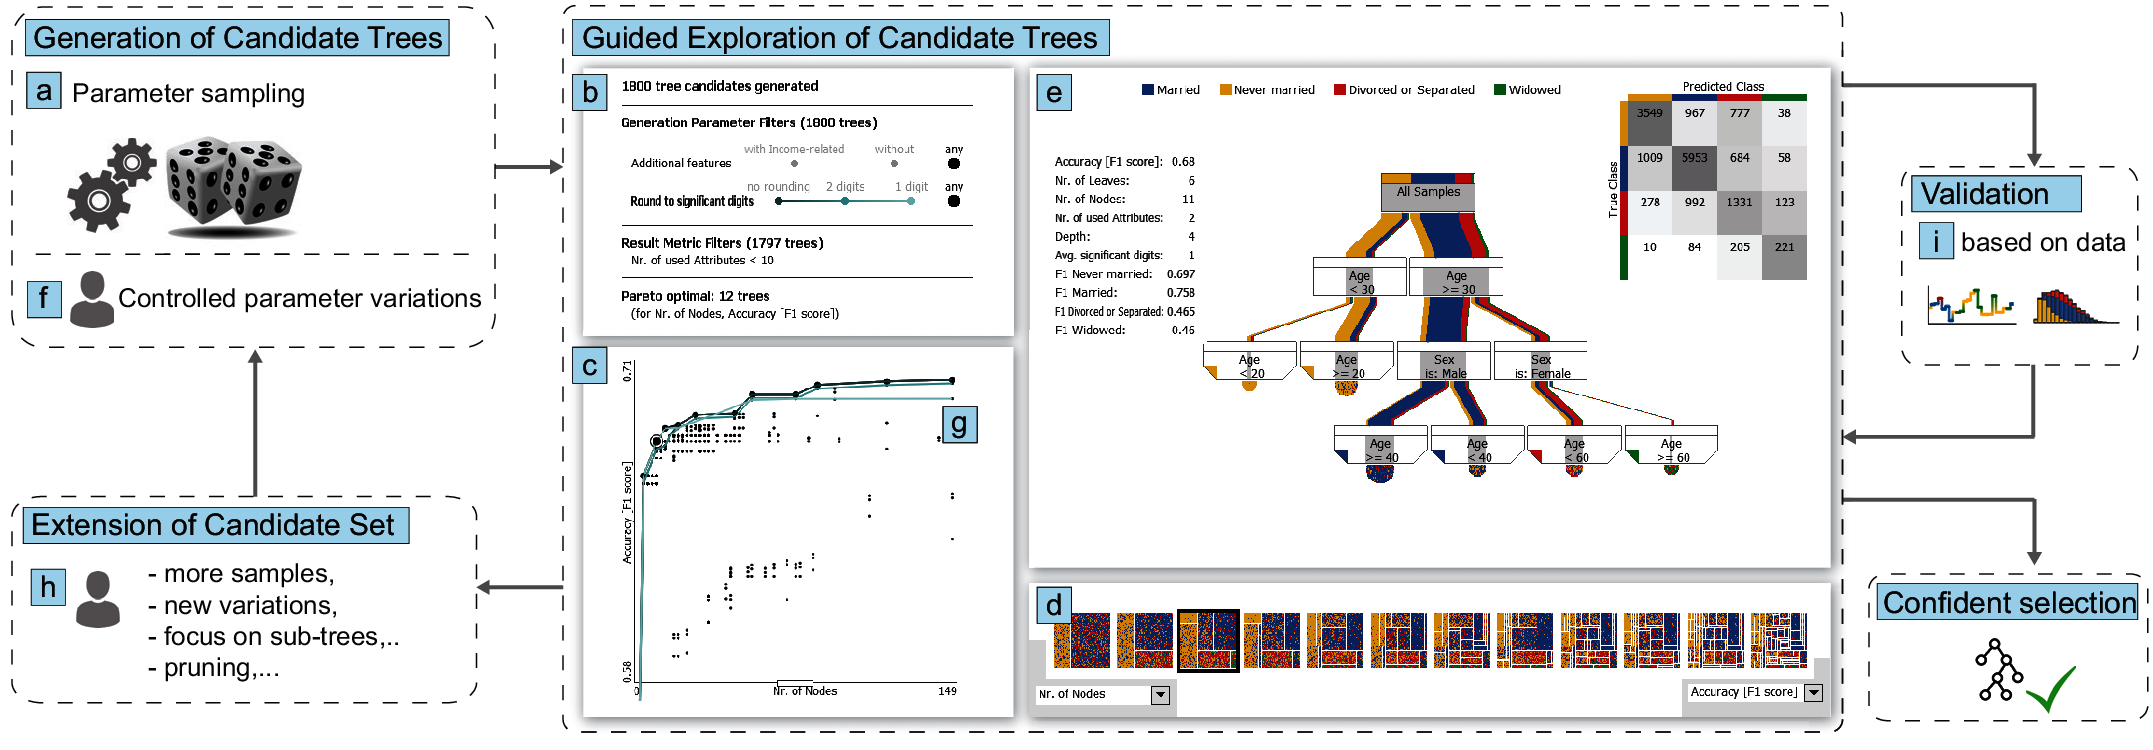 Generation of Candidate Trees
a Parameter sampling
f Controlled parameter variations
Extension of Candidate Set
h
- more samples,
- new variations,
- focus on sub-trees,..
- pruning,...
Guided Exploration of Candidate Trees
b
1800 tree candidates generated
Generation Parameter Filters (1800 trees)
with Income-related without any
Additional features
no rounding 2 digits 1 digit any
Round to significant digits
Result Metric Filters (1797 trees)
Nr. of used Attributes < 10
Pareto optimal: 12 trees
(for Nr. of Nodes, Accuracy [F1 score])
c
0.71
Accuracy [F1 score]
0.58
0 Nr. of Nodes 149
g
e
Married Never married Divorced or Separated Widowed
Accuracy [F1 score]: 0.68
Nr. of Leaves: 6
Nr. of Nodes: 11
Nr. of used Attributes: 2
Depth: 4
Avg. significant digits: 1
F1 Never married: 0.697
F1 Married: 0.758
F1 Divorced or Separated: 0.465
F1 Widowed: 0.46
All Samples
Age < 30
Age >= 30
Age < 20
Age >= 20
Sex is: Male
Sex is: Female
Age >= 40
Age < 40
Age < 60
Age >= 60
Predicted Class
True Class
3549 967 777 38
1009 5953 684 58
278 992 1331 123
10 84 205 221
d
Nr. of Nodes
Accuracy [F1 score]
Validation
i based on data
Confident selection